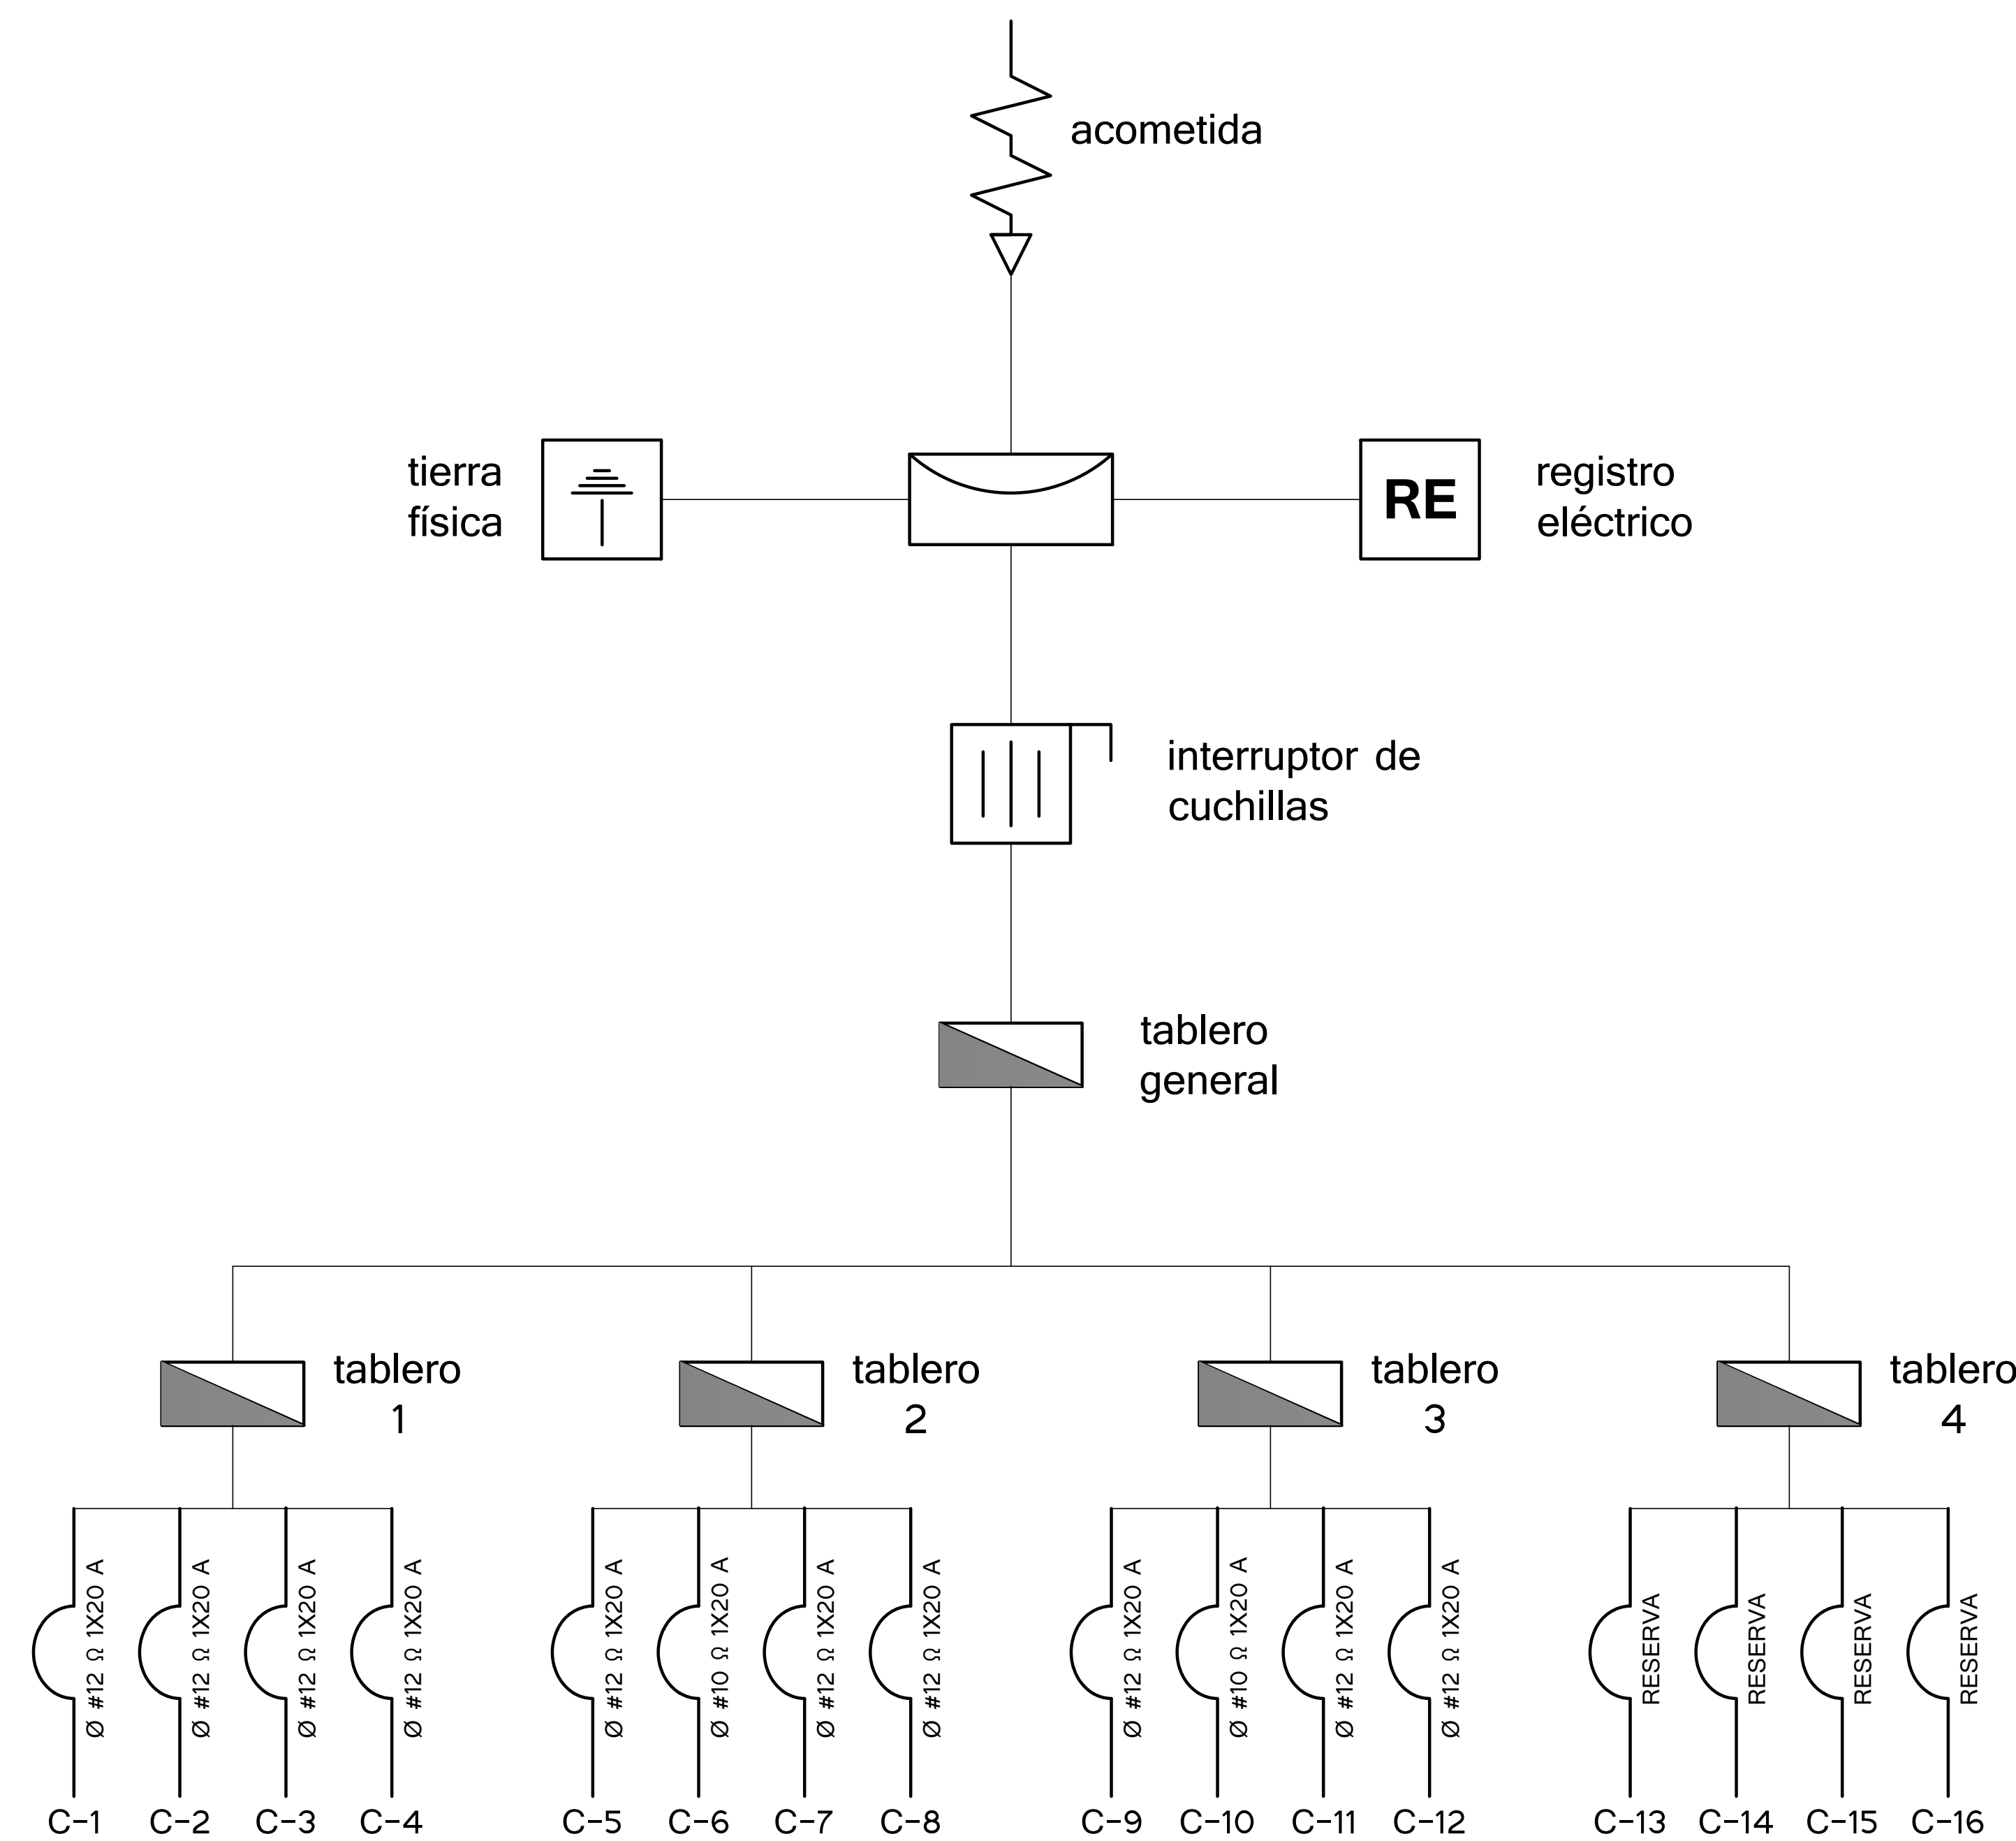 acometida
tierra
física
RE
registro
eléctrico
interruptor de
cuchillas
tablero
general
tablero
1
tablero
2
tablero
3
tablero
4
Ø #12 Ω 1X20 A
Ø #12 Ω 1X20 A
Ø #12 Ω 1X20 A
Ø #12 Ω 1X20 A
Ø #12 Ω 1X20 A
Ø #10 Ω 1X20 A
Ø #12 Ω 1X20 A
Ø #12 Ω 1X20 A
Ø #12 Ω 1X20 A
Ø #10 Ω 1X20 A
Ø #12 Ω 1X20 A
Ø #12 Ω 1X20 A
RESERVA
RESERVA
RESERVA
RESERVA
C-1 C-2 C-3 C-4 C-5 C-6 C-7 C-8 C-9 C-10 C-11 C-12 C-13 C-14 C-15 C-16